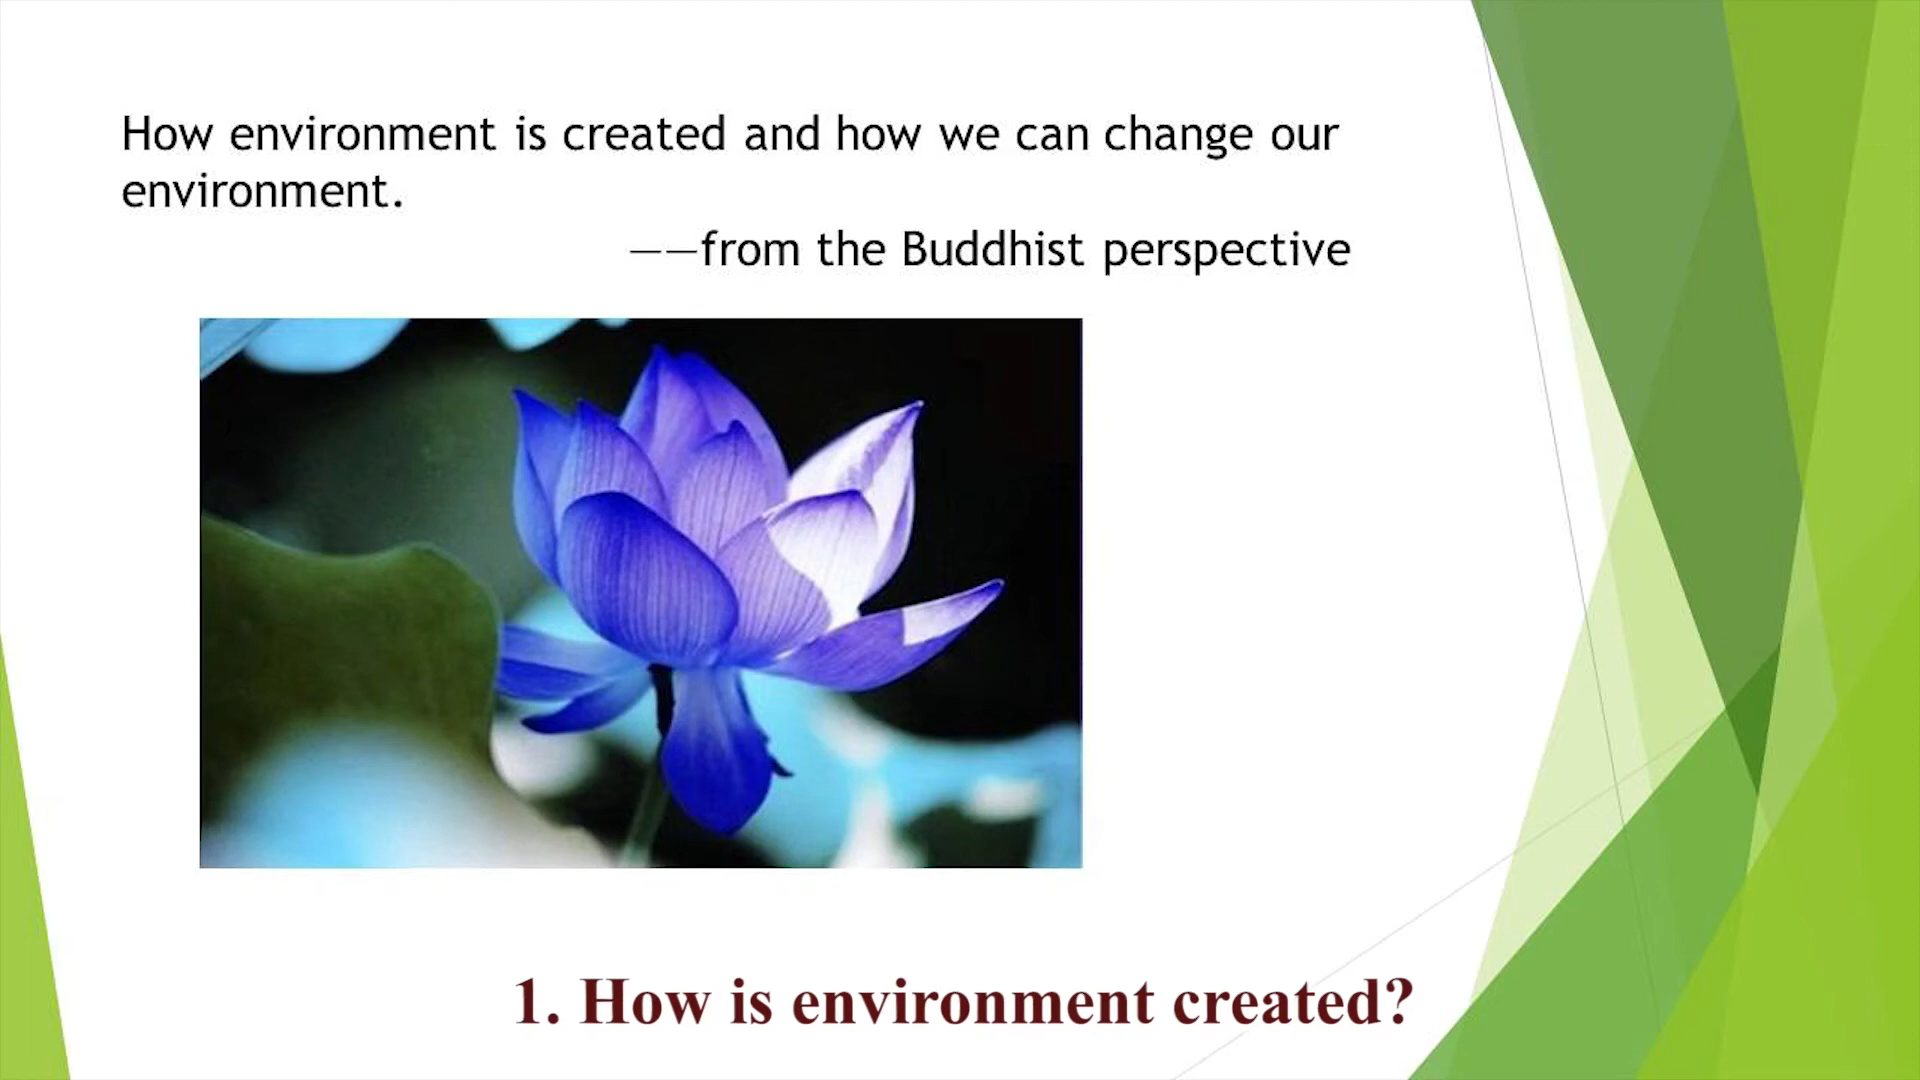 How environment is created and how we can change our
environment.
——from the Buddhist perspective
1. How is environment created?